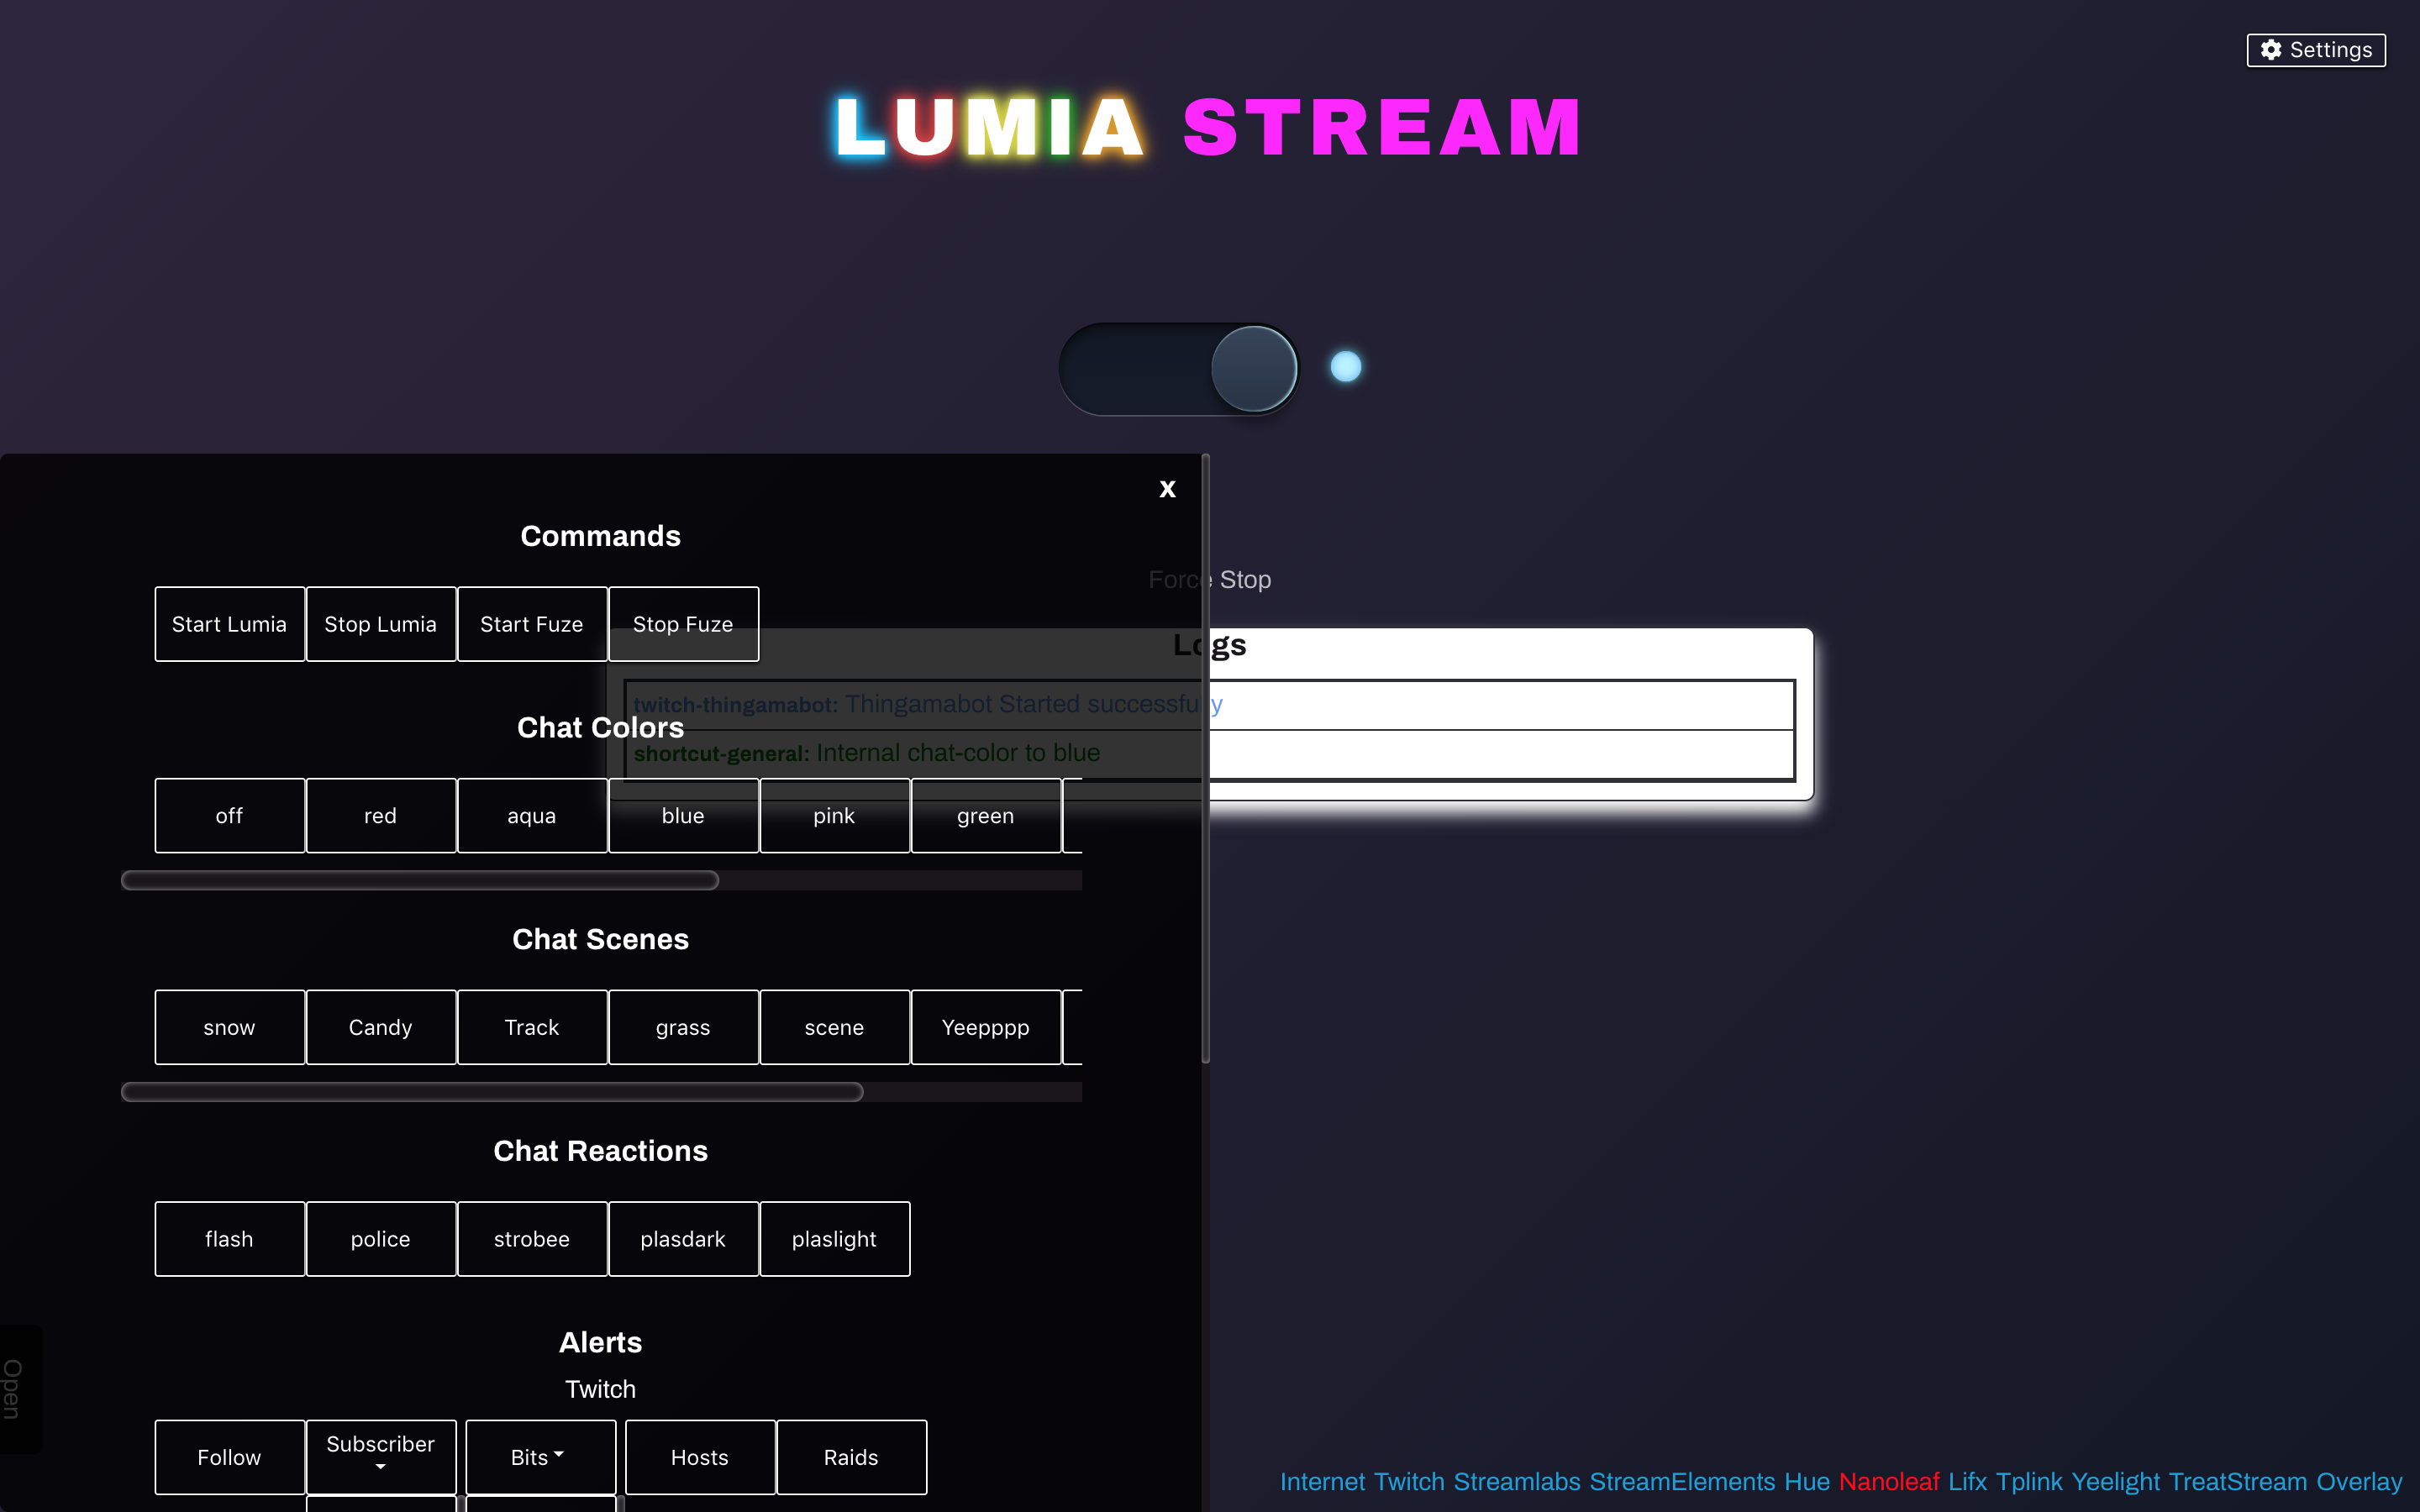 Settings
LUMIA STREAM
x
Commands
Force Stop
Start Lumia Stop Lumia Start Fuze Stop Fuze
Logs
twitch-thingamabot: Thingamabot Started successfully
Chat Colors
shortcut-general: Internal chat-color to blue
off red aqua blue pink green
Chat Scenes
snow Candy Track grass scene Yeepppp
Chat Reactions
flash police strobee plasdark plaslight
Alerts
Twitch
Open
Follow Subscriber Bits Hosts Raids
Internet Twitch Streamlabs StreamElements Hue Nanoleaf Lifx Tplink Yeelight TreatStream Overlay